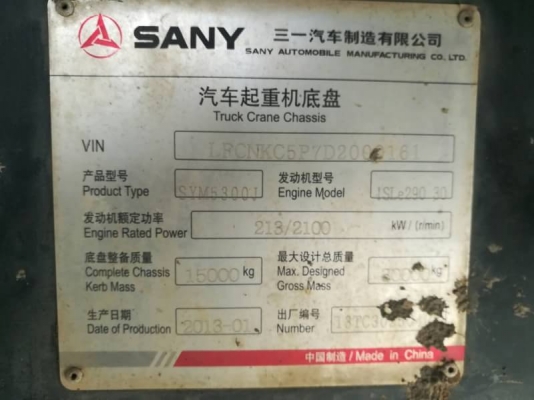 SANY 三一汽车制造有限公司
SANY AUTOMOBILE MANUFACTURING CO., LTD.
汽车起重机底盘
Truck Crane Chassis
VIN
产品型号 SYM5300J 发动机型号
Product Type Engine Model ISLe290 30
发动机额定功率 213/2100 kW/(r/min)
Engine Rated Power
底盘整备质量 最大设计总质量
Complete Chassis 15000 kg Max. Designed kg
Kerb Mass Gross Mass
生产日期 2013-01 出厂编号
Date of Production Number
中国制造/Made in China